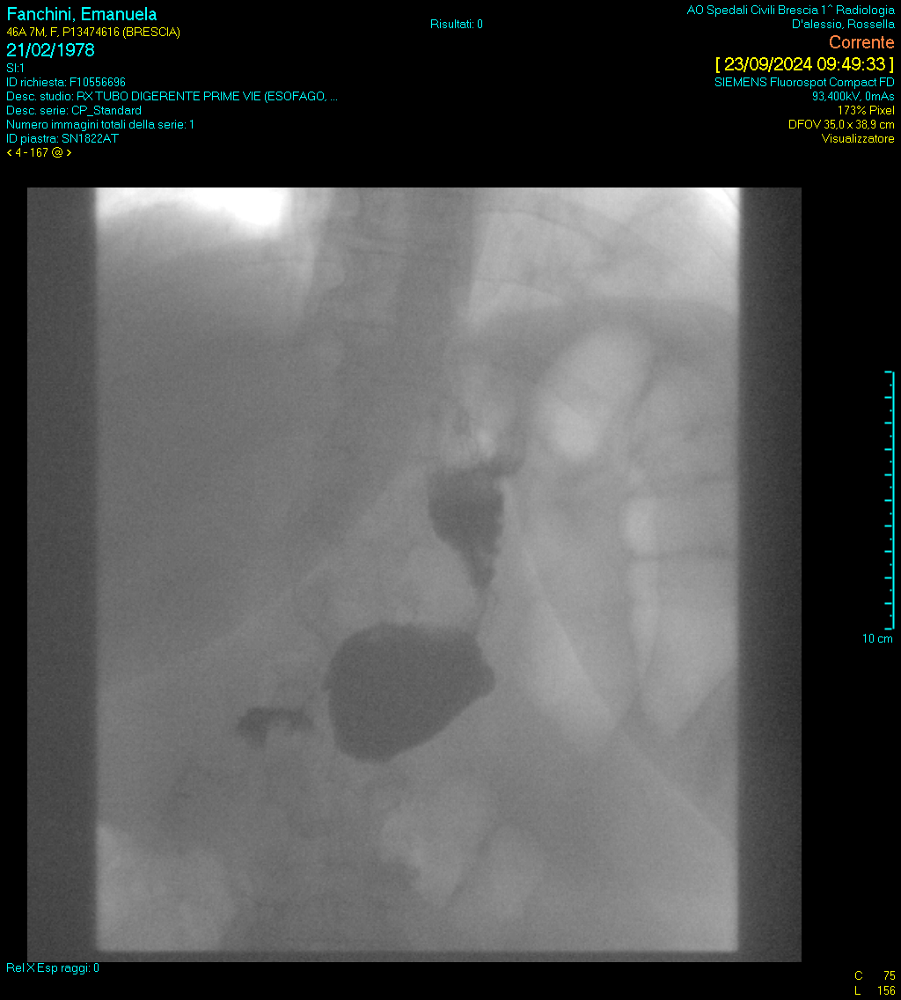 Fanchini, Emanuela
46A 7M, F, P13474616 (BRESCIA)
21/02/1978
SI:1
ID richiesta: F10556696
Desc. studio: RX TUBO DIGERENTE PRIME VIE (ESOFAGO, ...
Desc. serie: CP_Standard
Numero immagini totali della serie: 1
ID piastra: SN1822AT
< 4 - 167 @ >
Risultati: 0
AO Spedali Civili Brescia 1^ Radiologia
D'alessio, Rossella
Corrente
[ 23/09/2024 09:49:33 ]
SIEMENS Fluorospot Compact FD
93,400kV, 0mAs
173% Pixel
DFOV 35,0 x 38,9 cm
Visualizzatore
10 cm
Rel X Esp raggi: 0
C 75
L 156